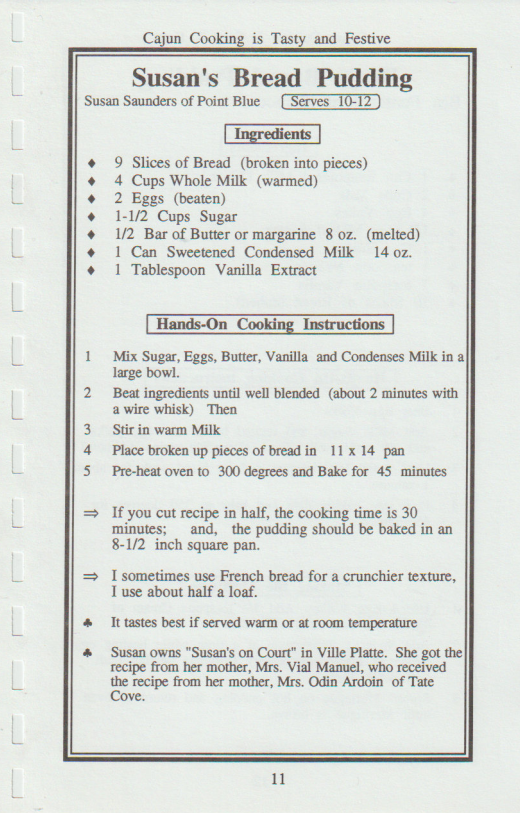 Cajun Cooking is Tasty and Festive
Susan's Bread Pudding
Susan Saunders of Point Blue Serves 10-12
Ingredients
♦ 9 Slices of Bread (broken into pieces)
♦ 4 Cups Whole Milk (warmed)
♦ 2 Eggs (beaten)
♦ 1-1/2 Cups Sugar
♦ 1/2 Bar of Butter or margarine 8 oz. (melted)
♦ 1 Can Sweetened Condensed Milk 14 oz.
♦ 1 Tablespoon Vanilla Extract
Hands-On Cooking Instructions
1 Mix Sugar, Eggs, Butter, Vanilla and Condenses Milk in a
large bowl.
2 Beat ingredients until well blended (about 2 minutes with
a wire whisk) Then
3 Stir in warm Milk
4 Place broken up pieces of bread in 11 x 14 pan
5 Pre-heat oven to 300 degrees and Bake for 45 minutes
⇒ If you cut recipe in half, the cooking time is 30
minutes; and, the pudding should be baked in an
8-1/2 inch square pan.
⇒ I sometimes use French bread for a crunchier texture,
I use about half a loaf.
♣ It tastes best if served warm or at room temperature
♣ Susan owns "Susan's on Court" in Ville Platte. She got the
recipe from her mother, Mrs. Vial Manuel, who received
the recipe from her mother, Mrs. Odin Ardoin of Tate
Cove.
11